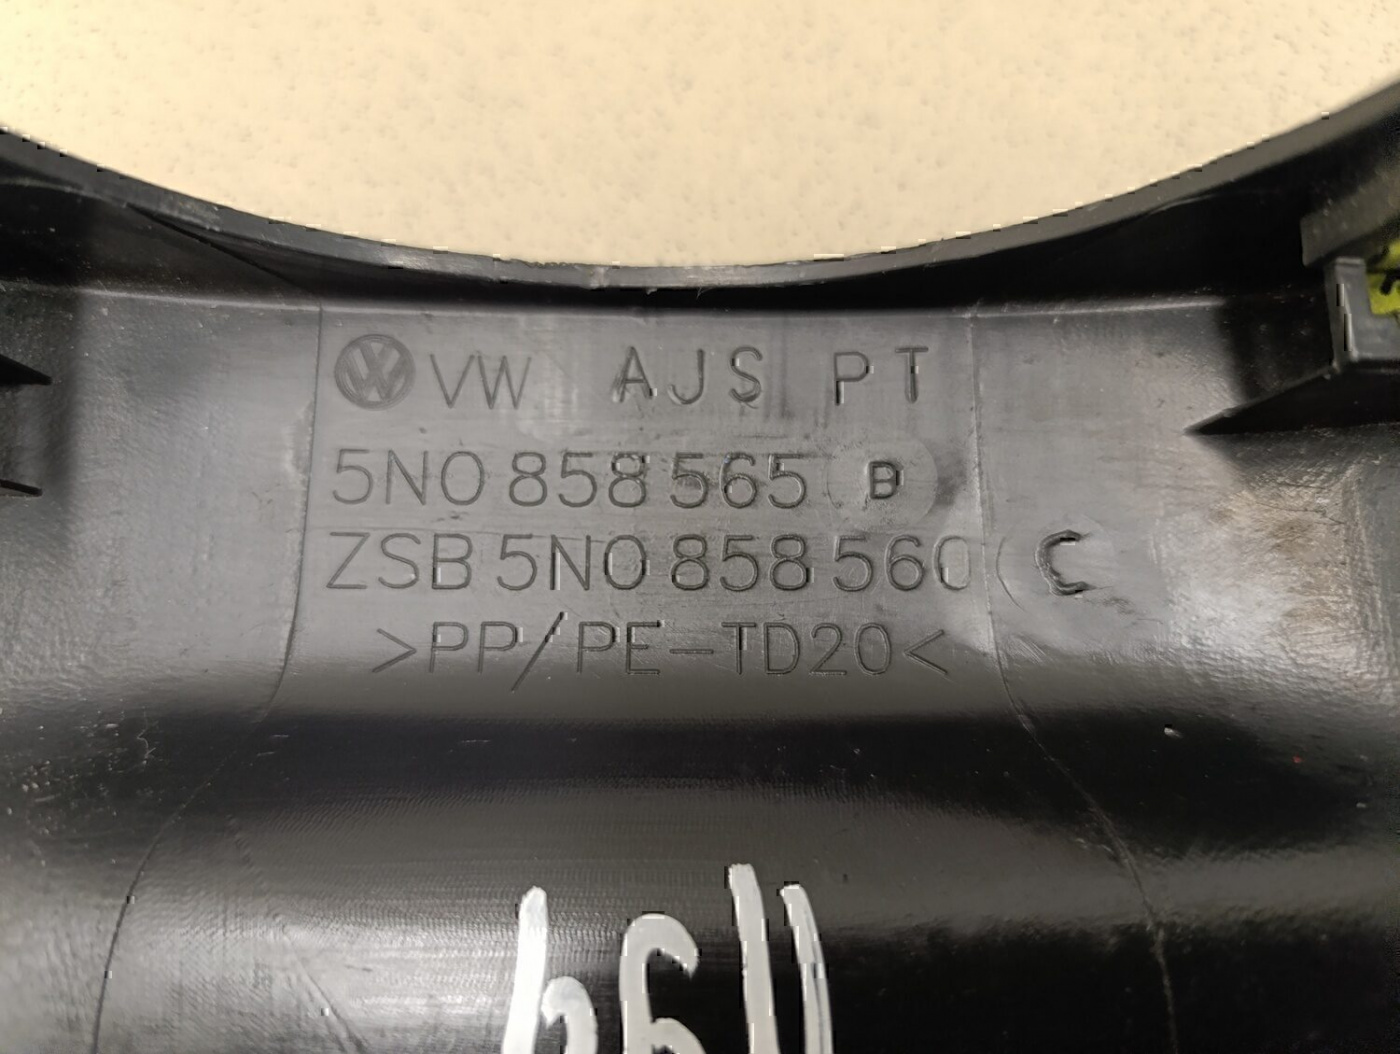 VW AJS PT
5N0 858 565 B
ZSB 5N0 858 560 C
>PP/PE-TD20<